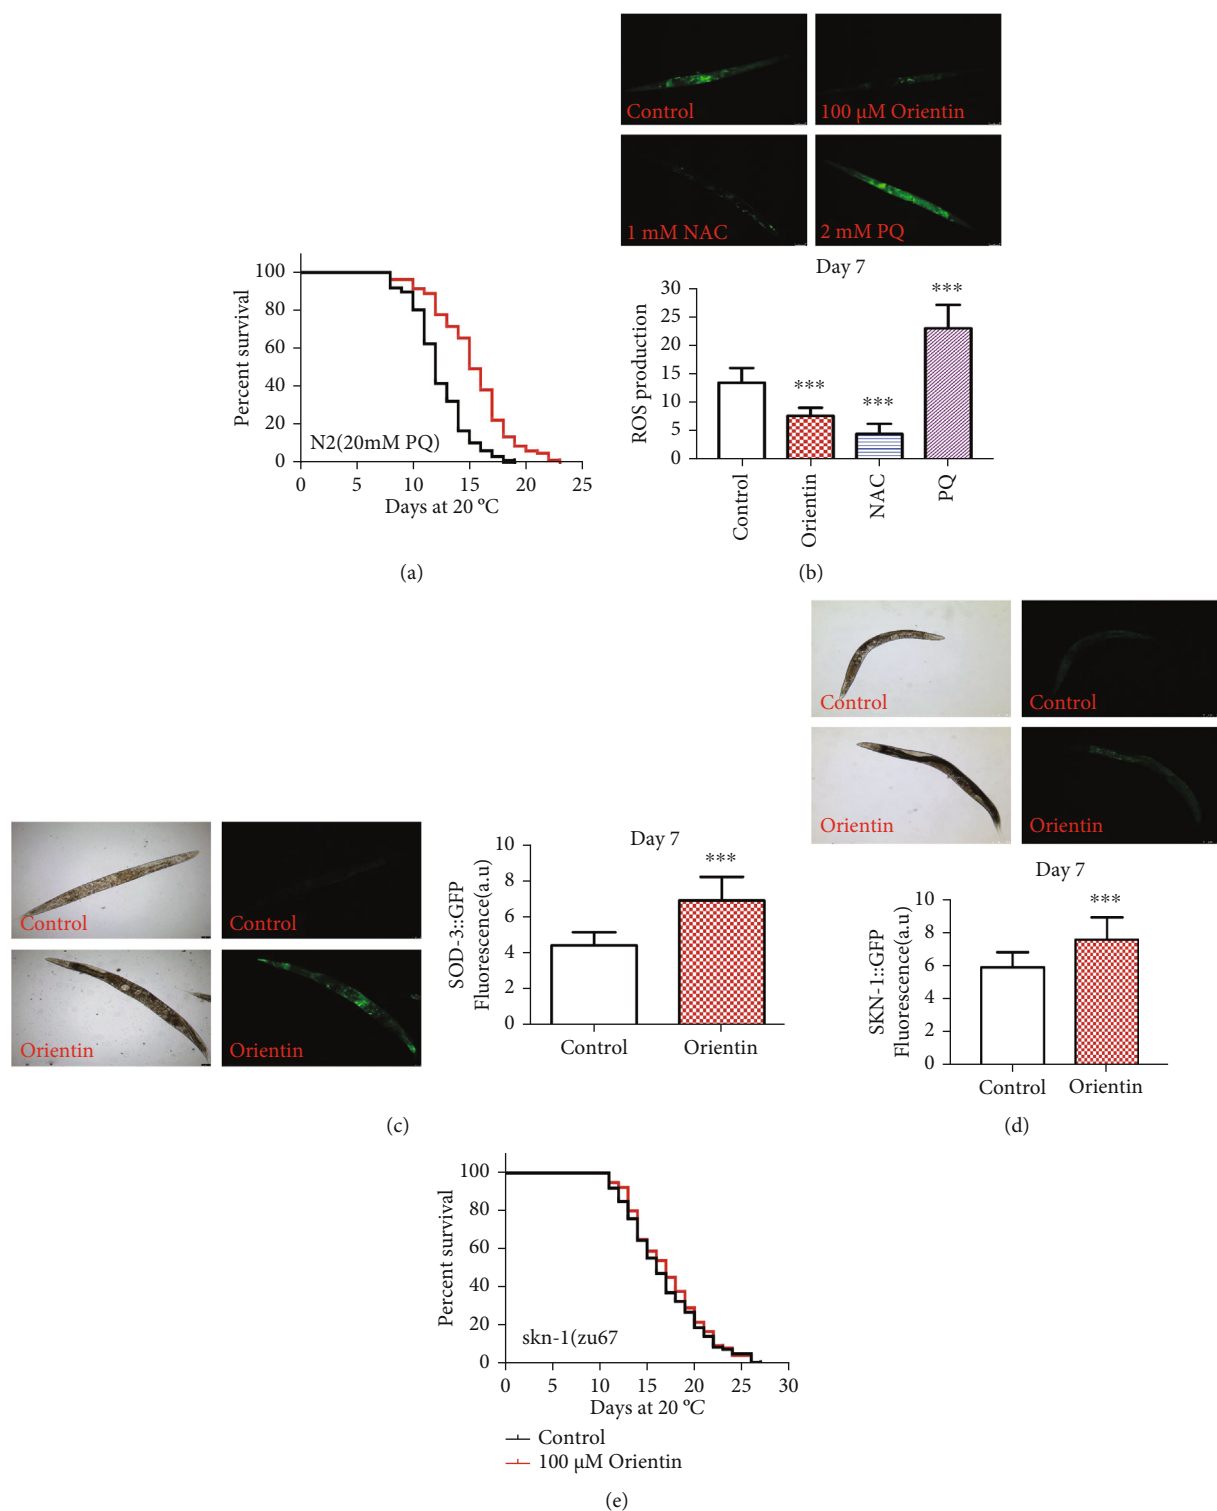 Control
100 µM Orientin
1 mM NAC
2 mM PQ
Percent survival
100
80
60
40
20
0
N2(20mM PQ)
0 5 10 15 20 25
Days at 20 ºC
(a)
Day 7
ROS production
30
25
20
15
10
5
0
***
***
***
Control
Orientin
NAC
PQ
(b)
Control
Control
Orientin
Orientin
Day 7
SOD-3::GFP
Fluorescence(a.u)
10
8
6
4
2
0
***
Control Orientin
(c)
Control
Control
Orientin
Orientin
Day 7
SKN-1::GFP
Fluorescence(a.u)
10
8
6
4
2
0
***
Control Orientin
(d)
Percent survival
100
80
60
40
20
0
skn-1(zu67
0 5 10 15 20 25 30
Days at 20 ºC
Control
100 µM Orientin
(e)